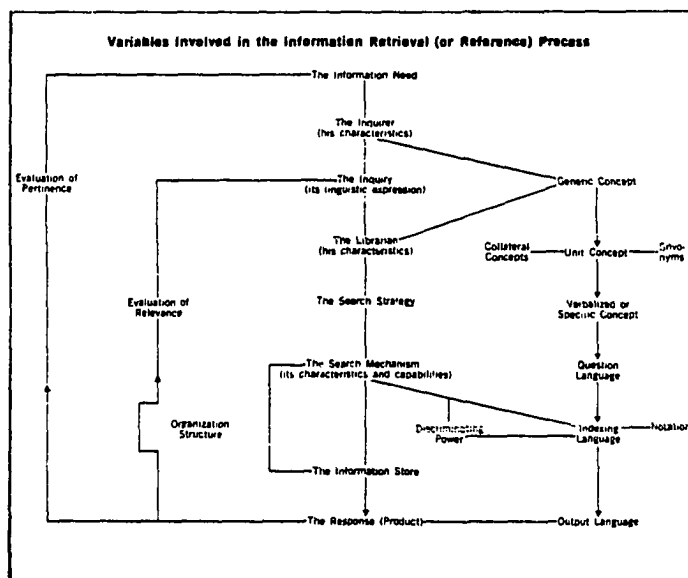 Variables Involved in the Information Retrieval (or Reference) Process
The Information Need
The Inquirer
(his characteristics)
Evaluation of
Pertinence
The Inquiry
(its linguistic expression)
Generic Concept
The Librarian
(his characteristics)
Collateral
Concepts
Unit Concept
Evaluation of
Relevance
The Search Strategy
Verbalized or
Specific Concept
The Search Mechanism
(its characteristics and capabilities)
Question
Language
Organization
Structure
Discriminating
Power
Indexing
Language
Notation
The Information Store
The Response (Product)
Output Language